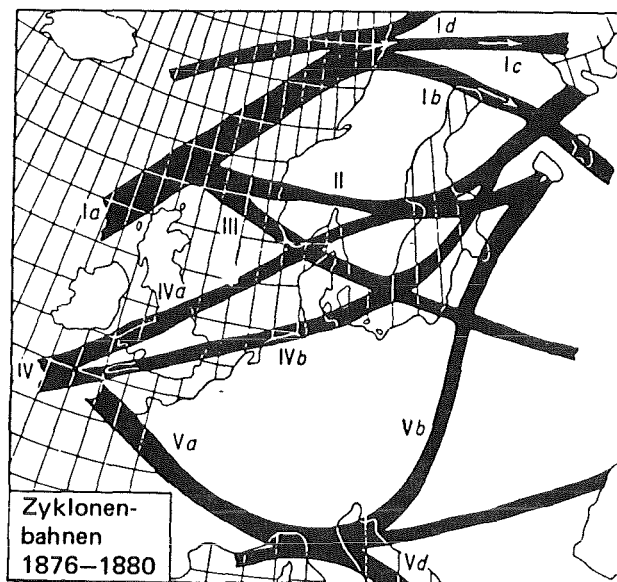 Id
Ic
Ib
II
Ia
III
IVa
IV
IVb
Va
Vb
Zyklonen-
bahnen
1876–1880
Vd